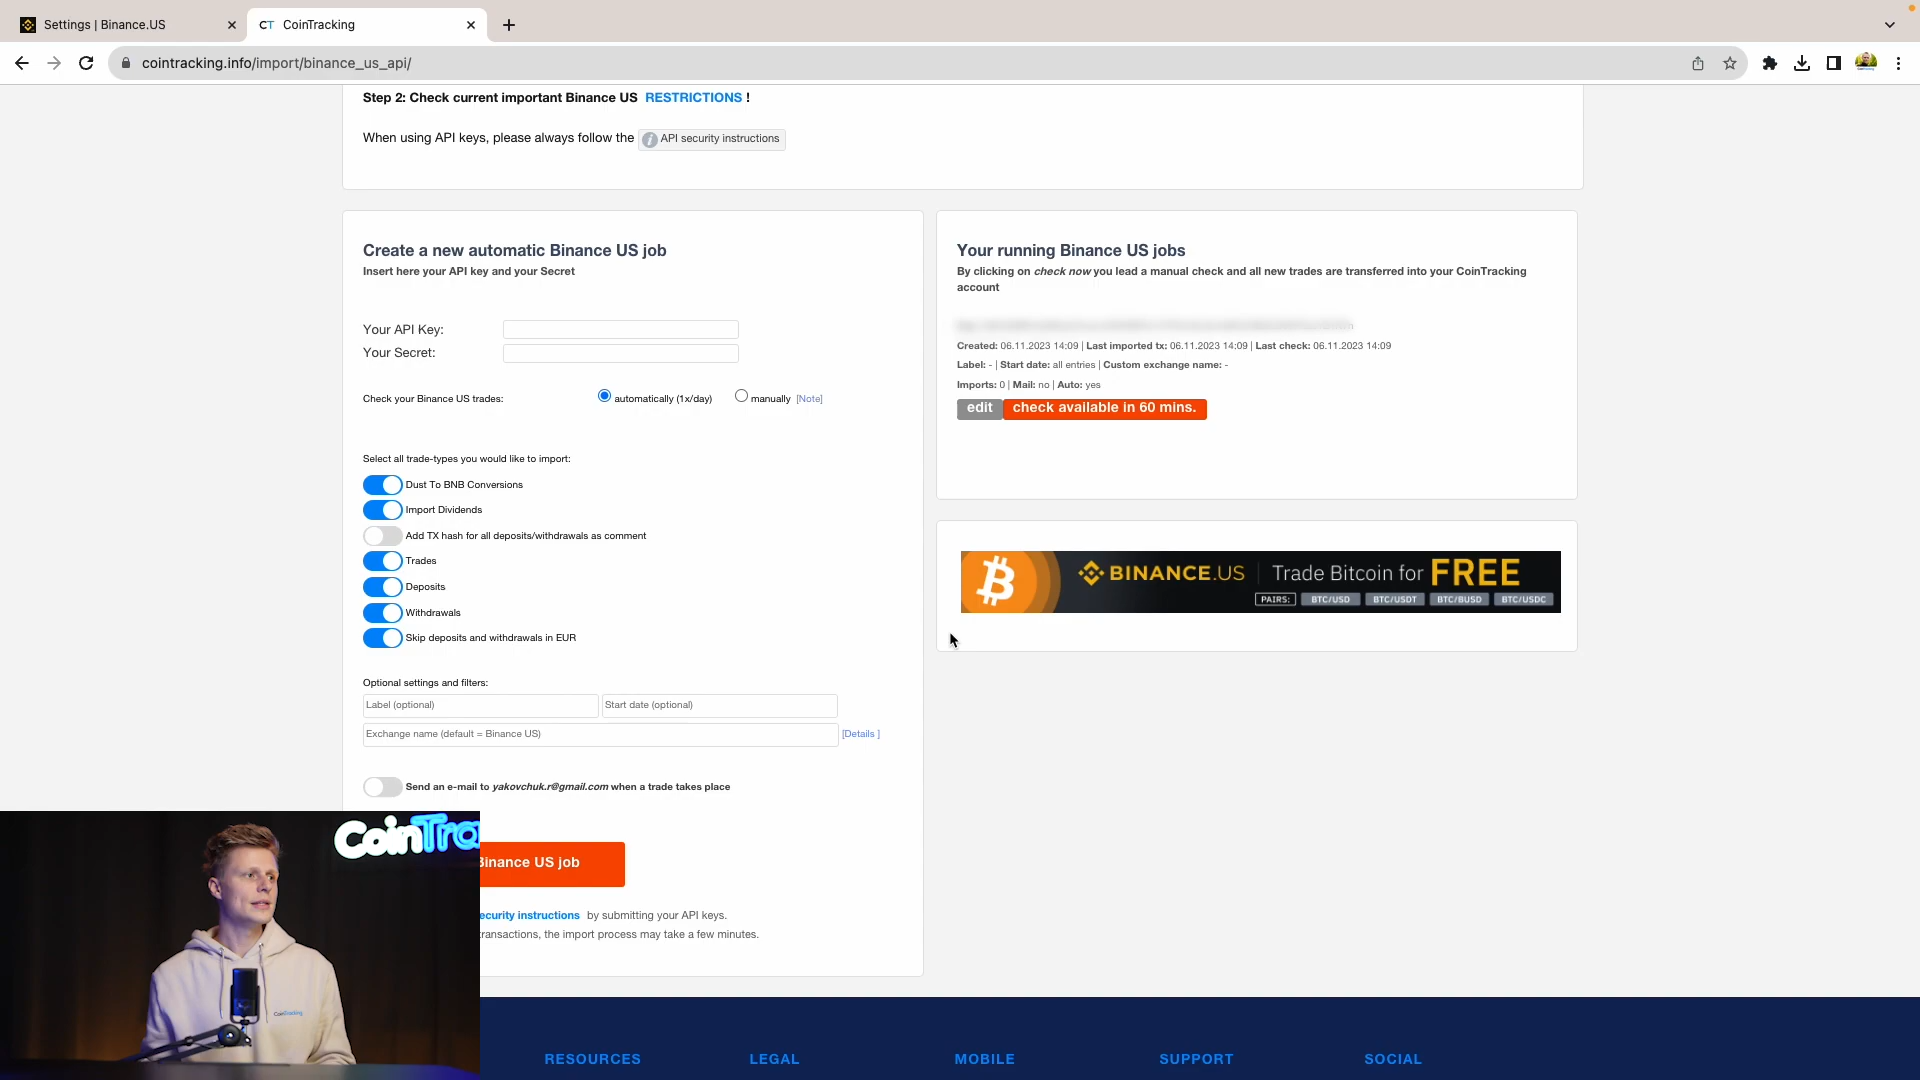 Settings | Binance.US
CT CoinTracking
cointracking.info/import/binance_us_api/
Step 2: Check current important Binance US RESTRICTIONS !
When using API keys, please always follow the API security instructions
Create a new automatic Binance US job
Insert here your API key and your Secret
Your API Key:
Your Secret:
Check your Binance US trades: automatically (1x/day) manually [Note]
Select all trade-types you would like to import:
Dust To BNB Conversions
Import Dividends
Add TX hash for all deposits/withdrawals as comment
Trades
Deposits
Withdrawals
Skip deposits and withdrawals in EUR
Optional settings and filters:
Label (optional) Start date (optional)
Exchange name (default = Binance US) [Details ]
Send an e-mail to yakovchuk.r@gmail.com when a trade takes place
Binance US job
ecurity instructions by submitting your API keys.
transactions, the import process may take a few minutes.
Your running Binance US jobs
By clicking on check now you lead a manual check and all new trades are transferred into your CoinTracking
account
Created: 06.11.2023 14:09 | Last imported tx: 06.11.2023 14:09 | Last check: 06.11.2023 14:09
Label: - | Start date: all entries | Custom exchange name: -
Imports: 0 | Mail: no | Auto: yes
edit check available in 60 mins.
BINANCE.US Trade Bitcoin for FREE
PAIRS: BTC/USD BTC/USDT BTC/BUSD BTC/USDC
CoinTra
CoinTracking
RESOURCES LEGAL MOBILE SUPPORT SOCIAL